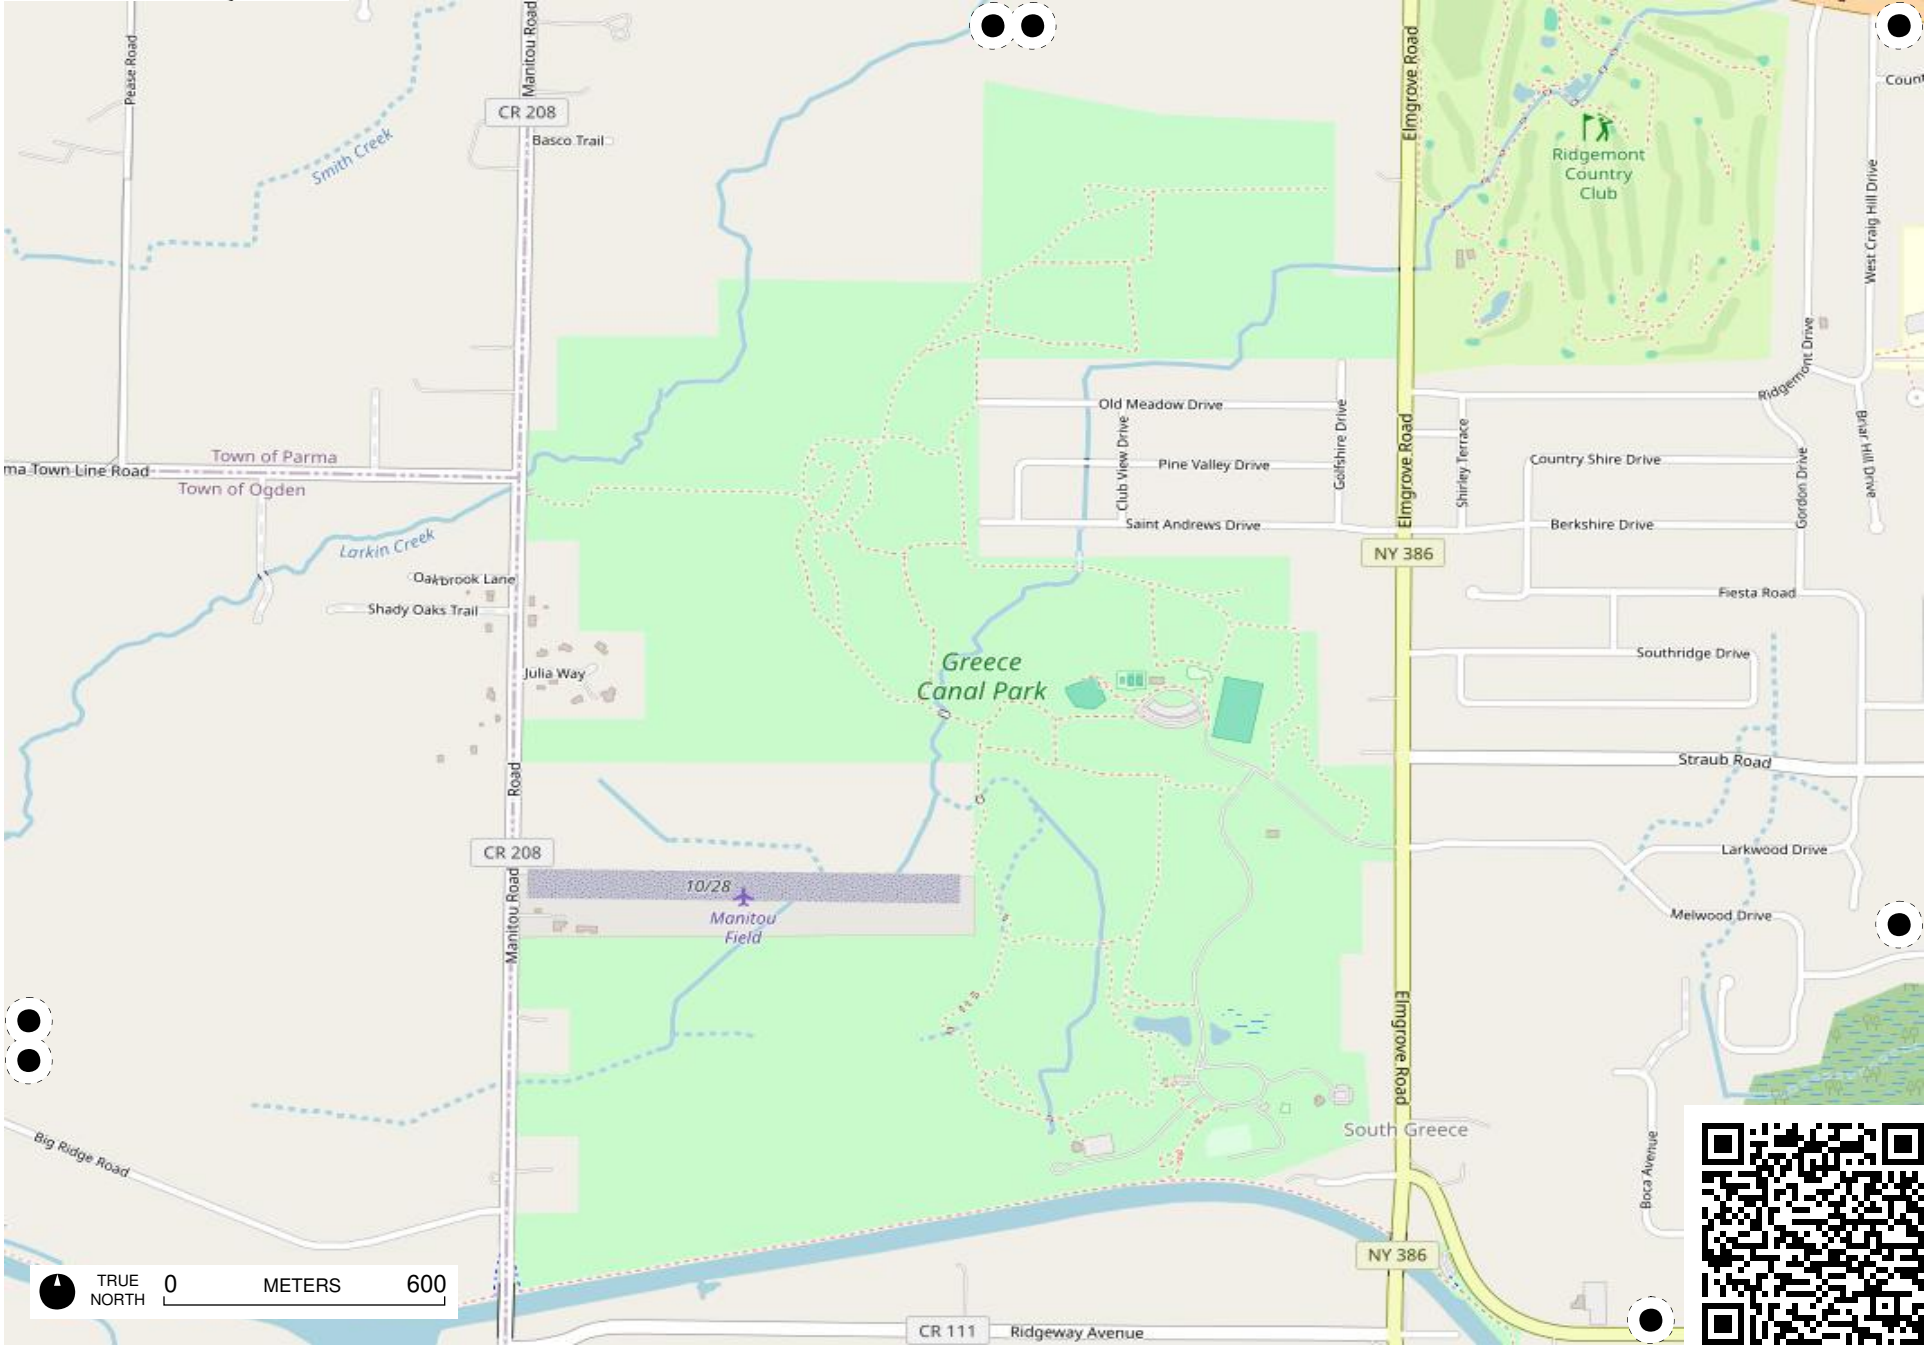 Pease Road
Manitou Road
CR 208
Basco Trail
Smith Creek
Elmgrove Road
Ridgemont
Country
Club
West Craig Hill Drive
Ridgemont Drive
Old Meadow Drive
Club View Drive
Golfshire Drive
Pine Valley Drive
Saint Andrews Drive
Elmgrove Road
Shirley Terrace
Country Shire Drive
Gordon Drive
Briar Hill Drive
Berkshire Drive
NY 386
ma Town Line Road
Town of Parma
Town of Ogden
Larkin Creek
Oakbrook Lane
Shady Oaks Trail
Julia Way
Fiesta Road
Southridge Drive
Greece
Canal Park
Straub Road
Road
CR 208
Larkwood Drive
10/28
Manitou
Field
Manitou Road
Melwood Drive
Elmgrove Road
South Greece
Big Ridge Road
Boca Avenue
NY 386
TRUE
NORTH
0 METERS 600
CR 111
Ridgeway Avenue